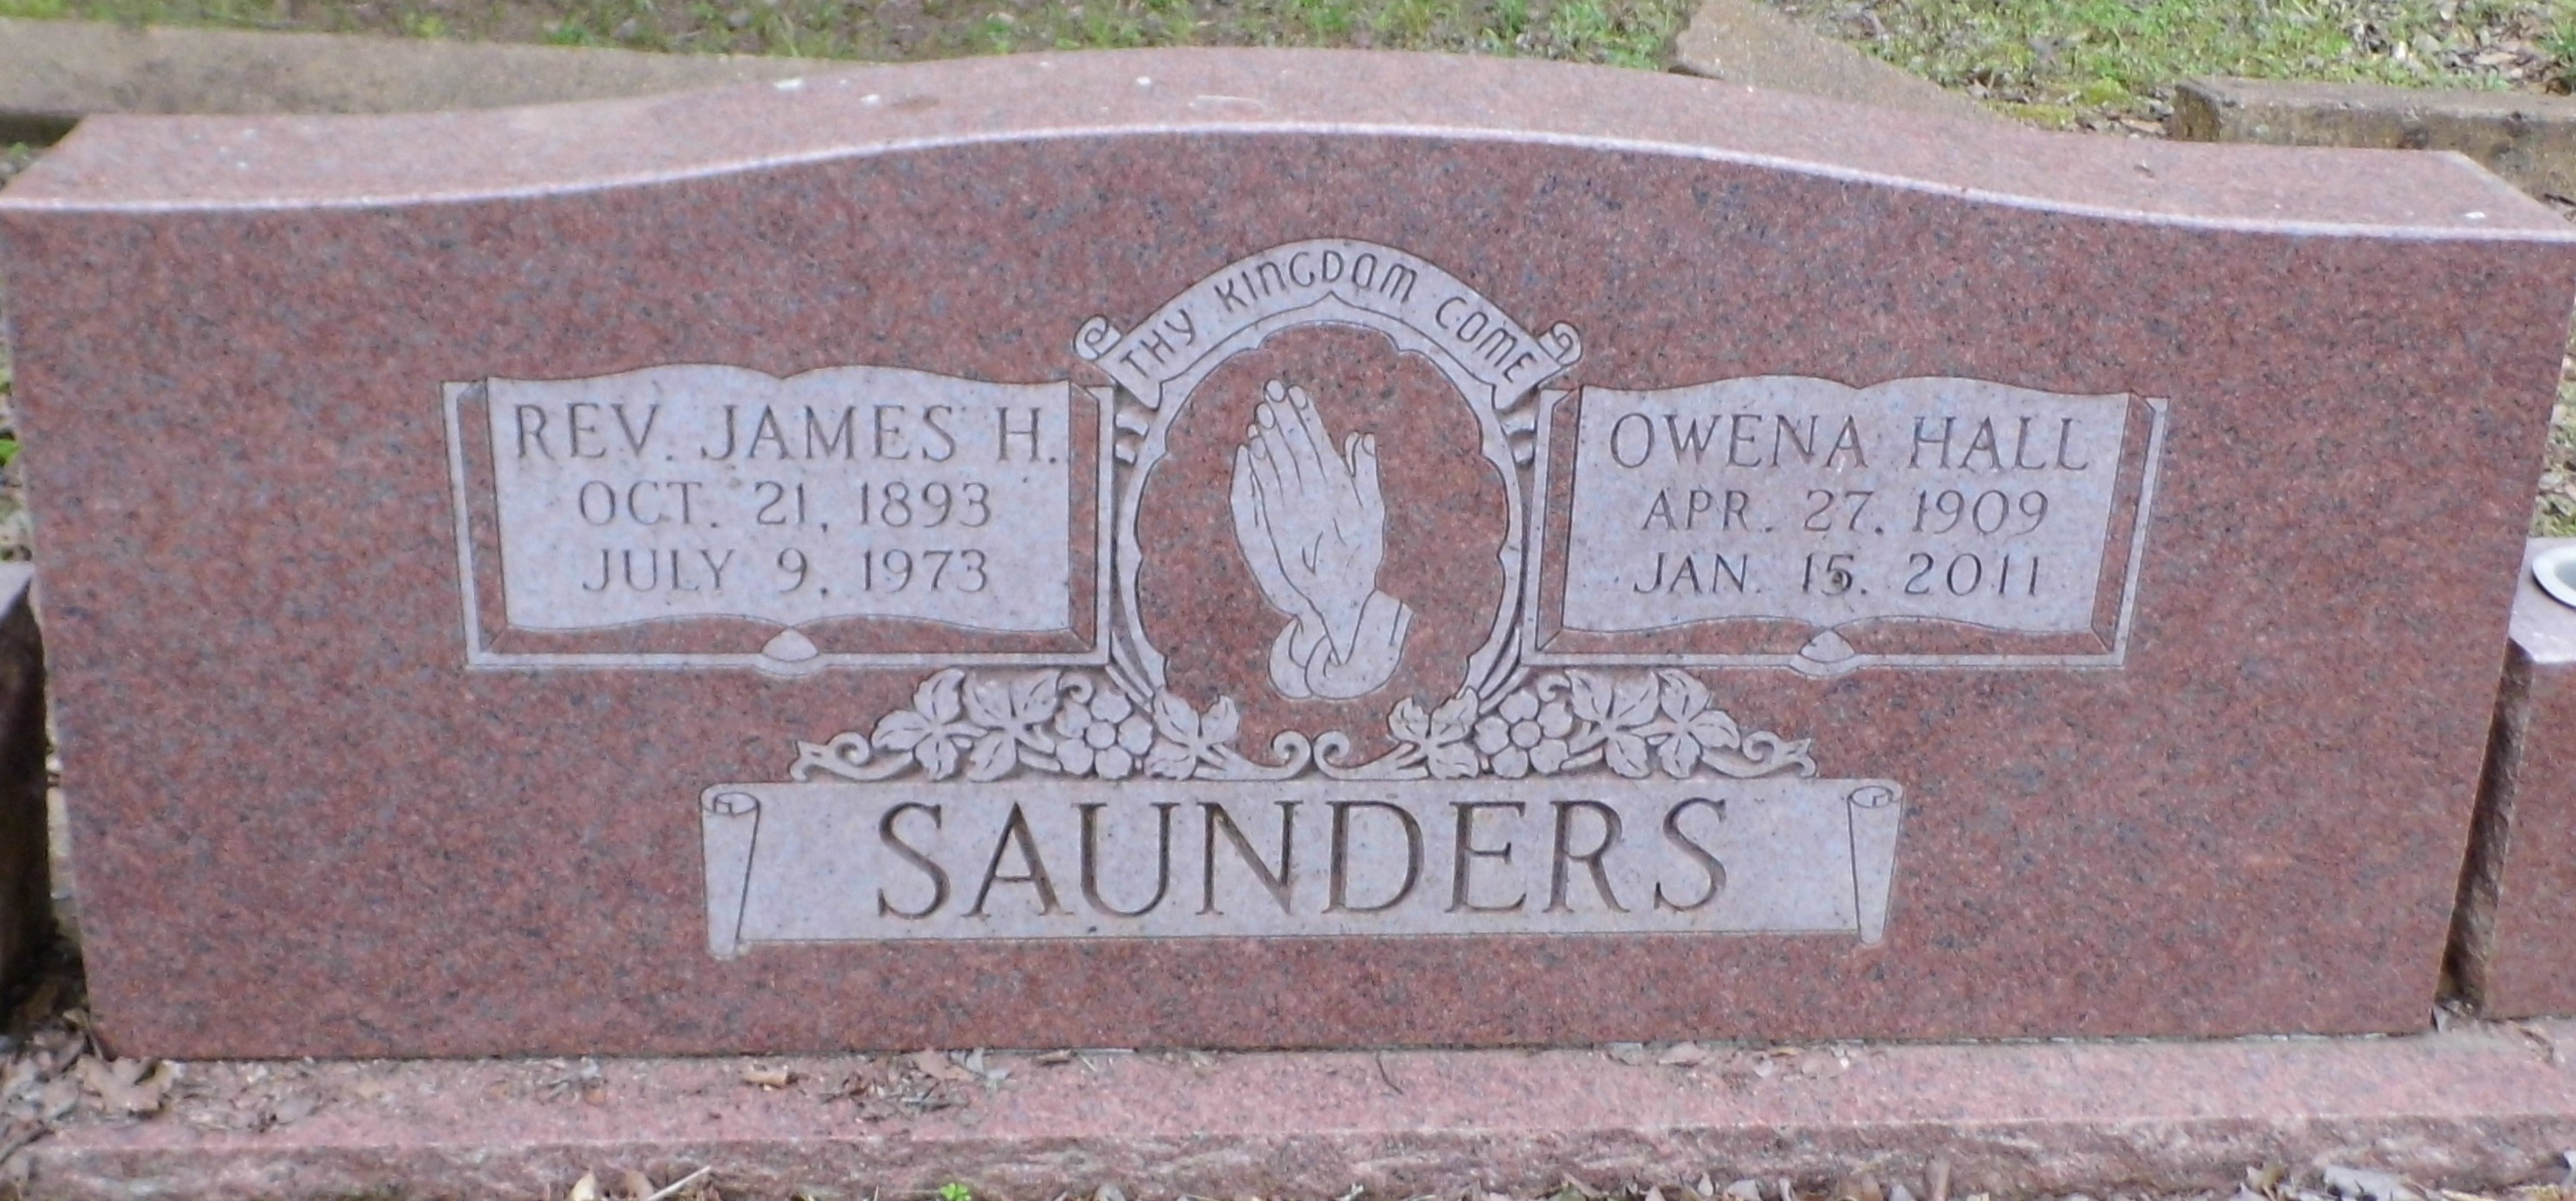 THY KINGDOM COME
REV. JAMES H.
OCT. 21, 1893
JULY 9, 1973
OWENA HALL
APR. 27, 1909
JAN. 15, 2011
SAUNDERS